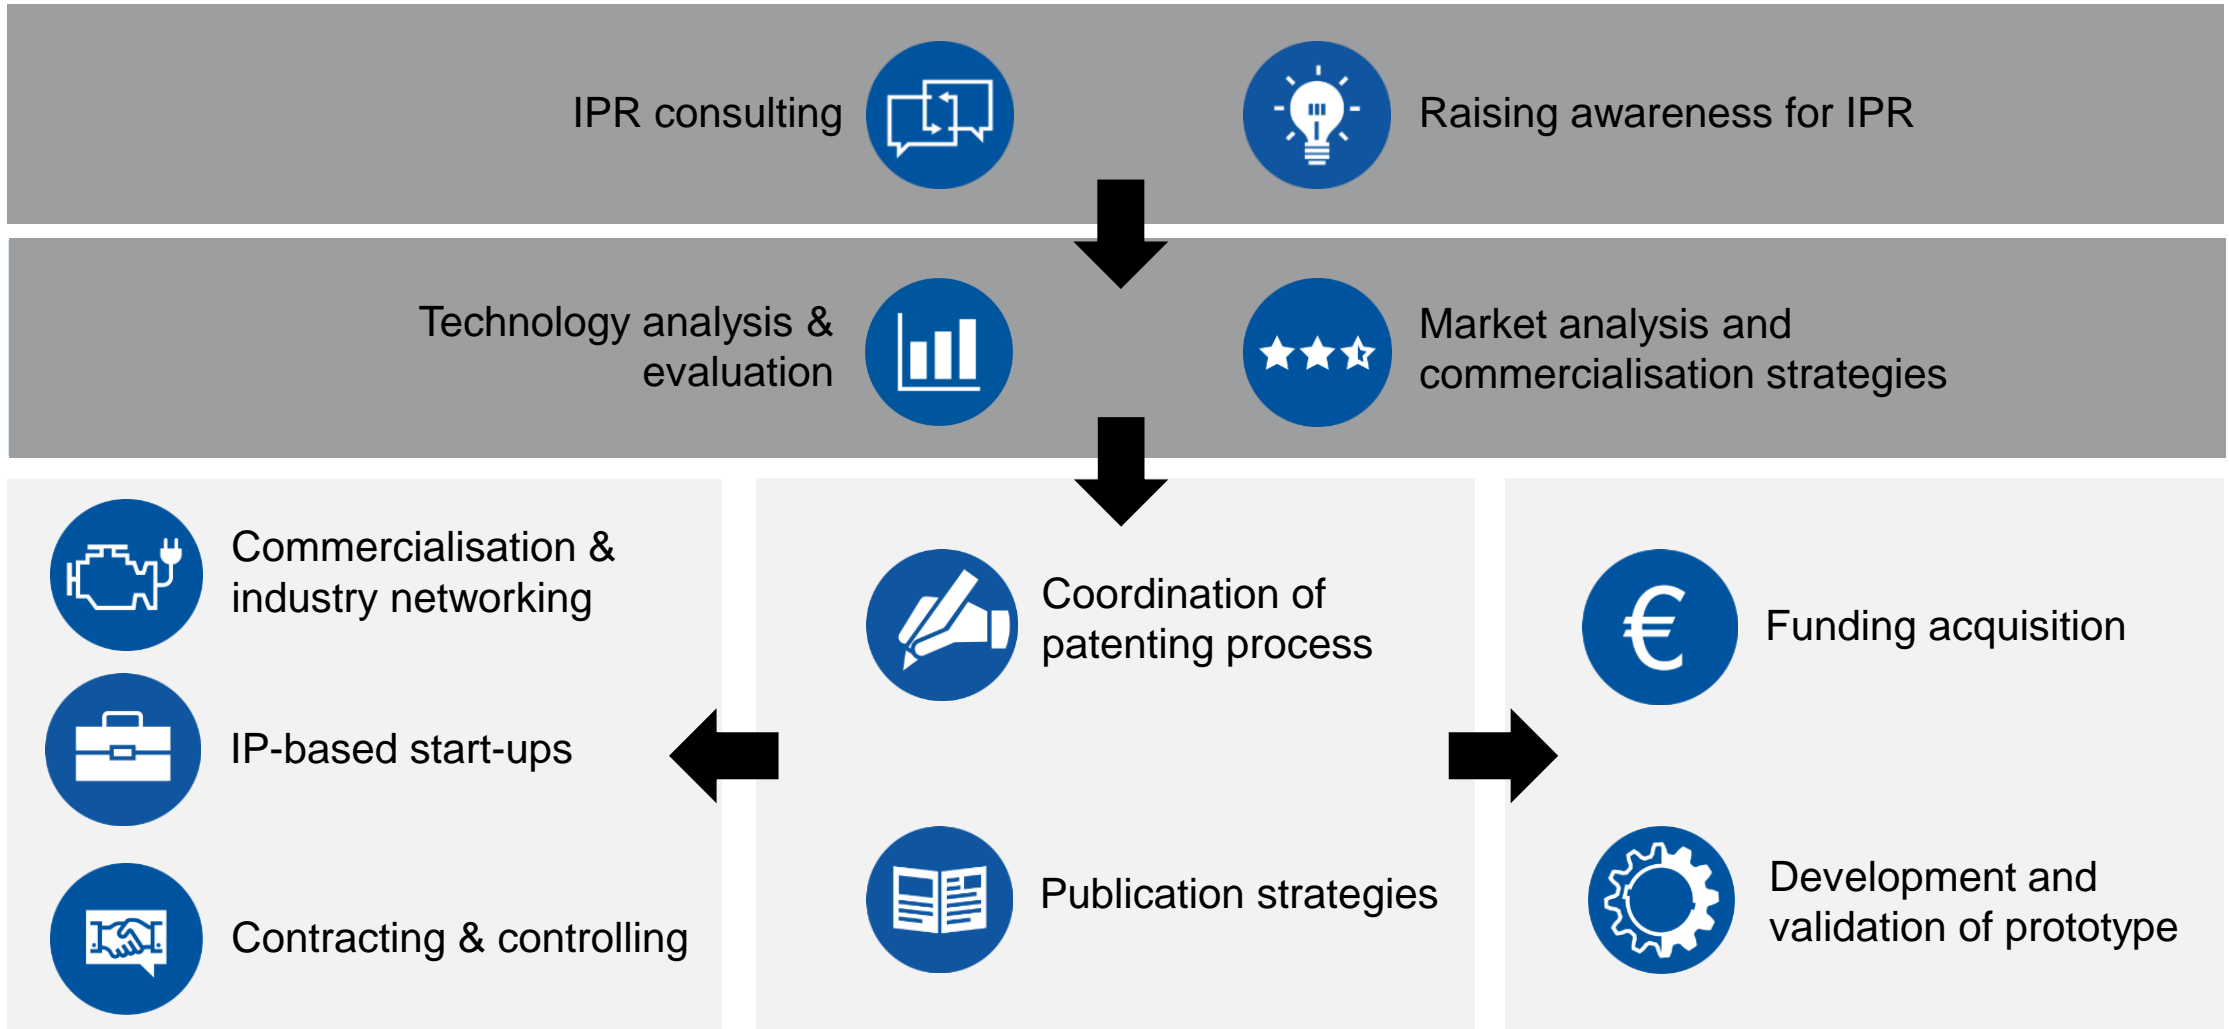 IPR consulting
Raising awareness for IPR
Technology analysis &
evaluation
Market analysis and
commercialisation strategies
Commercialisation &
industry networking
IP-based start-ups
Contracting & controlling
Coordination of
patenting process
Publication strategies
€
Funding acquisition
Development and
validation of prototype